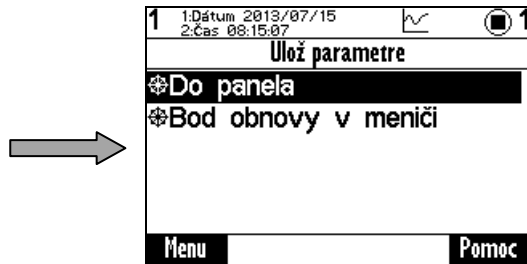 1 1:Dátum 2013/07/15 1
2:Čas 08:15:07
Ulož parametre
Do panela
Bod obnovy v meniči
Menu Pomoc